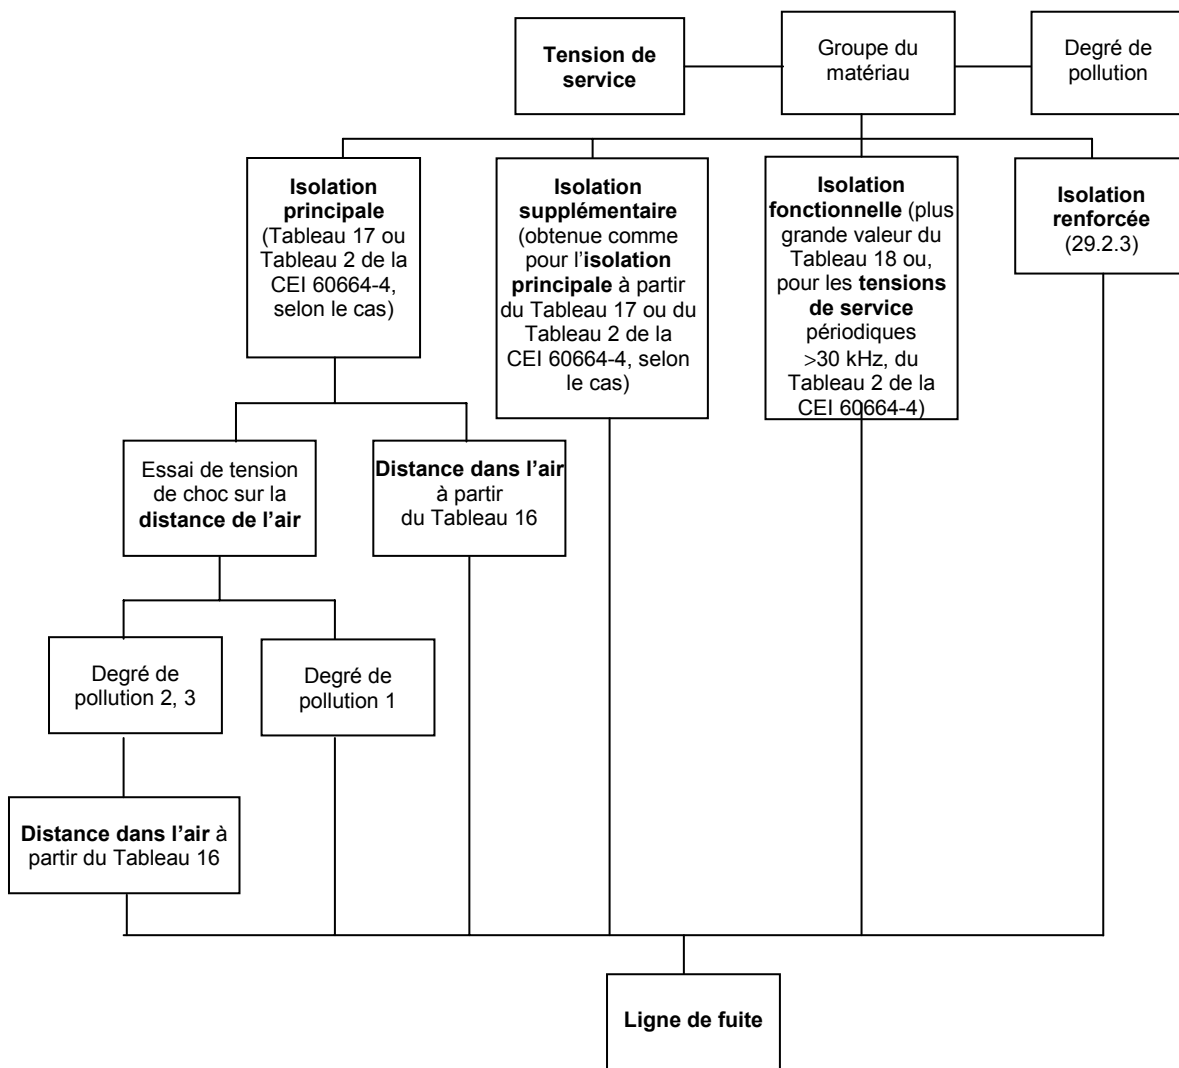 Tension de
service
Groupe du
matériau
Degré de
pollution
Isolation
principale
(Tableau 17 ou
Tableau 2 de la
CEI 60664-4,
selon le cas)
Isolation
supplémentaire
(obtenue comme
pour l'isolation
principale à partir
du Tableau 17 ou du
Tableau 2 de la
CEI 60664-4, selon
le cas)
Isolation
fonctionnelle (plus
grande valeur du
Tableau 18 ou,
pour les tensions
de service
périodiques
>30 kHz, du
Tableau 2 de la
CEI 60664-4)
Isolation
renforcée
(29.2.3)
Essai de tension
de choc sur la
distance de l'air
Distance dans l'air
à partir
du Tableau 16
Degré de
pollution 2, 3
Degré de
pollution 1
Distance dans l'air à
partir du Tableau 16
Ligne de fuite